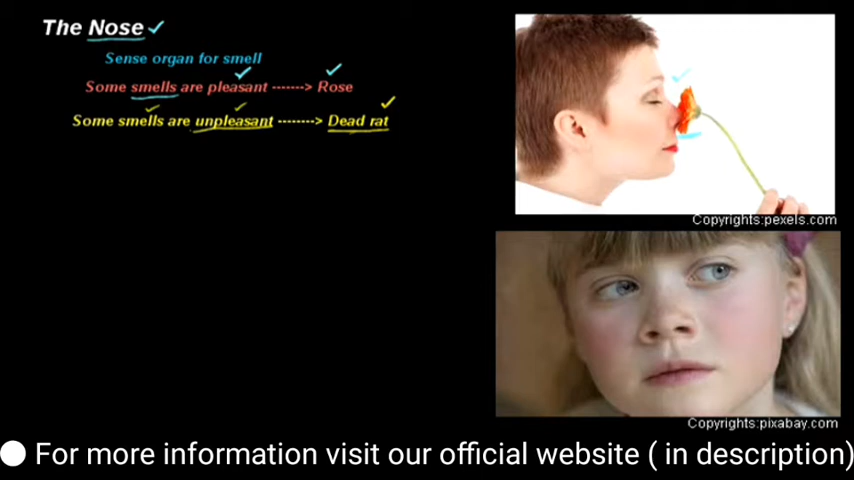 The Nose
Sense organ for smell
Some smells are pleasant -------> Rose
Some smells are unpleasant --------> Dead rat
Copyrights:pexels.com
Copyrights:pixabay.com
For more information visit our official website ( in description)